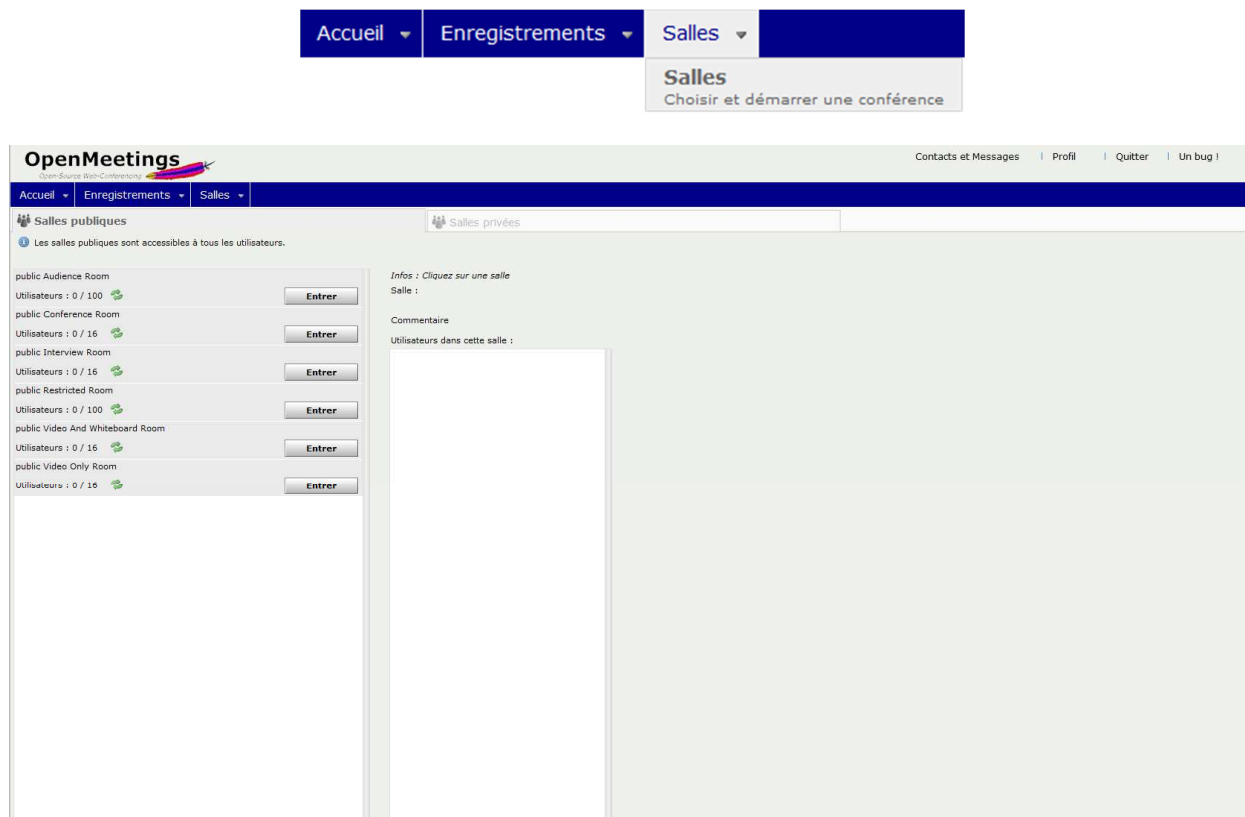 Accueil Enregistrements Salles
Salles
Choisir et démarrer une conférence
OpenMeetings
Open-Source Web-Conferencing
Contacts et Messages | Profil | Quitter | Un bug !
Accueil Enregistrements Salles
Salles publiques Salles privées
Les salles publiques sont accessibles à tous les utilisateurs.
public Audience Room
Utilisateurs : 0 / 100 Entrer
public Conference Room
Utilisateurs : 0 / 16 Entrer
public Interview Room
Utilisateurs : 0 / 16 Entrer
public Restricted Room
Utilisateurs : 0 / 100 Entrer
public Video And Whiteboard Room
Utilisateurs : 0 / 16 Entrer
public Video Only Room
Utilisateurs : 0 / 16 Entrer
Infos : Cliquez sur une salle
Salle :
Commentaire
Utilisateurs dans cette salle :